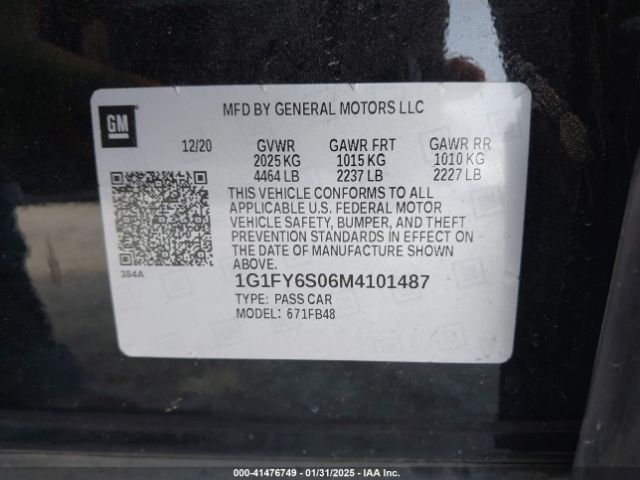 GM
MFD BY GENERAL MOTORS LLC
12/20 GVWR GAWR FRT GAWR RR
2025 KG 1015 KG 1010 KG
4464 LB 2237 LB 2227 LB
THIS VEHICLE CONFORMS TO ALL
APPLICABLE U.S. FEDERAL MOTOR
VEHICLE SAFETY, BUMPER, AND THEFT
PREVENTION STANDARDS IN EFFECT ON
THE DATE OF MANUFACTURE SHOWN
ABOVE.
384A
1G1FY6S06M4101487
TYPE: PASS CAR
MODEL: 671FB48
000-41476749 - 01/31/2025 - IAA Inc.